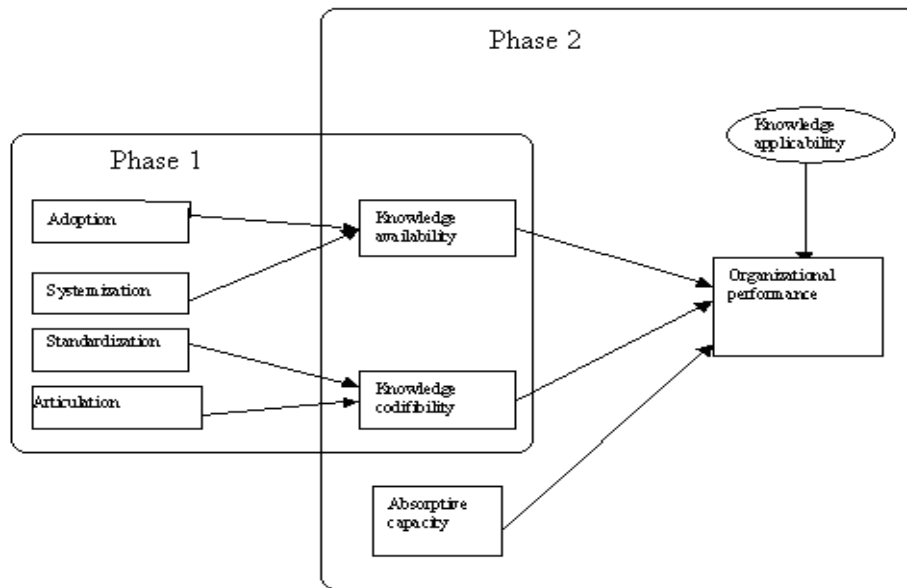 Phase 2
Knowledge
applicability
Phase 1
Adoption
Knowledge
availability
Systemization
Organizational
performance
Standardization
Articulation
Knowledge
codifibility
Absorptive
capacity